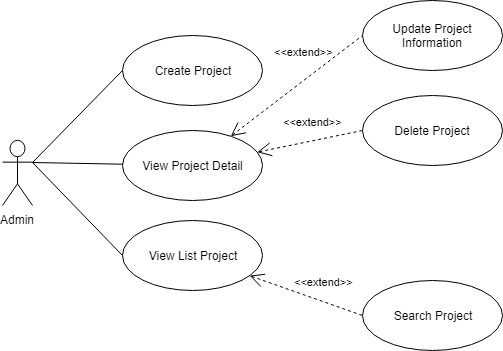 Update Project
Information
<<extend>>
Create Project
<<extend>>
Delete Project
View Project Detail
Admin
View List Project
<<extend>>
Search Project